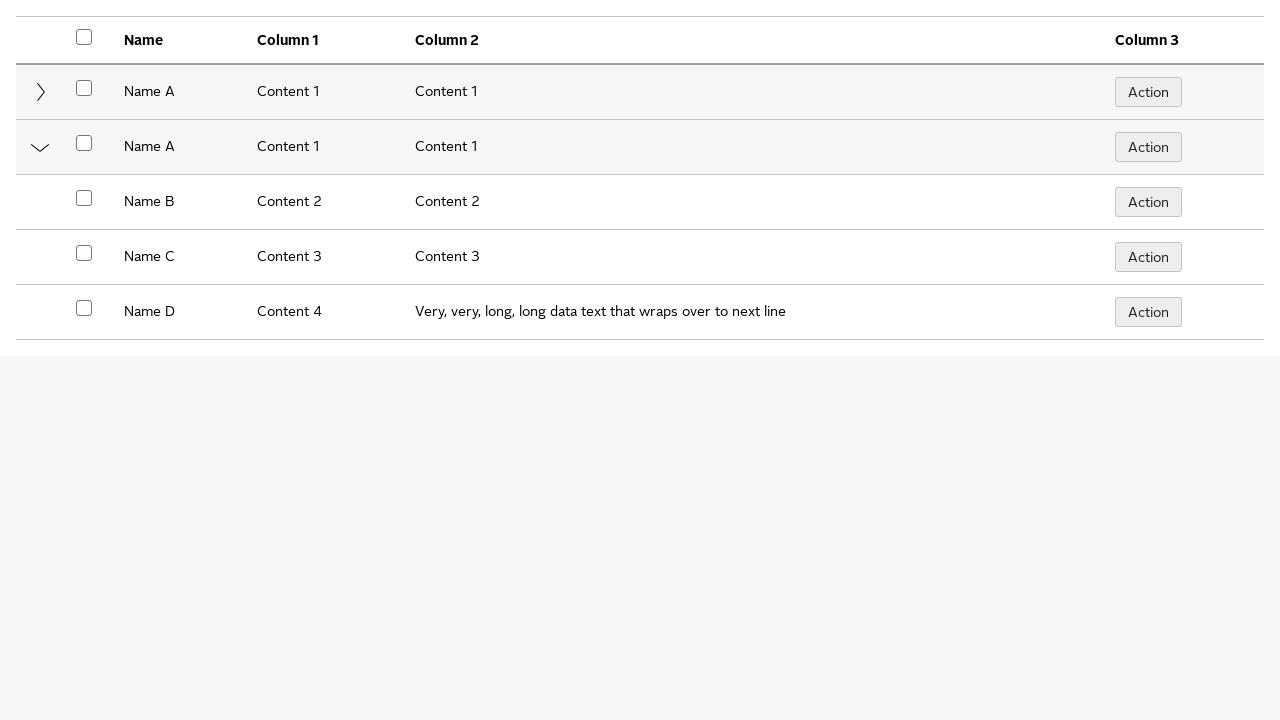 Name Column 1 Column 2 Column 3
Name A Content 1 Content 1 Action
Name A Content 1 Content 1 Action
Name B Content 2 Content 2 Action
Name C Content 3 Content 3 Action
Name D Content 4 Very, very, long, long data text that wraps over to next line Action